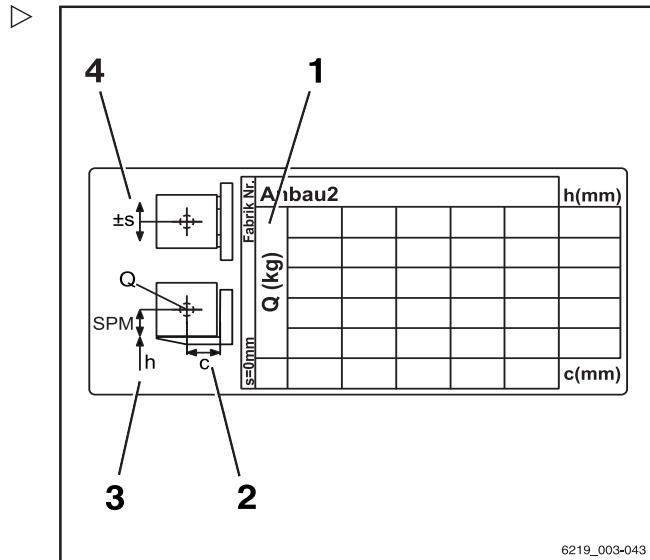 4
1
Fabrik Nr.
Anbau2
h(mm)
±s
Q (kg)
Q
SPM
h
c
s=0mm
c(mm)
3
2
6219_003-043